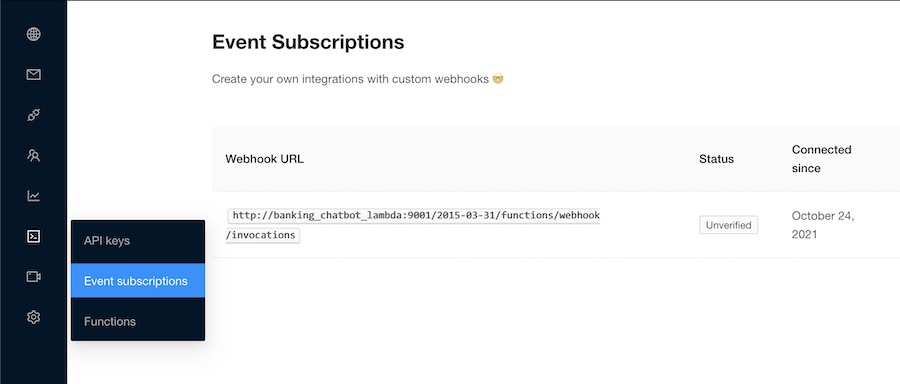 Event Subscriptions
Create your own integrations with custom webhooks 🤝
Webhook URL
Status
Connected
since
http://banking_chatbot_lambda:9001/2015-03-31/functions/webhook
/invocations
Unverified
October 24,
2021
API keys
Event subscriptions
Functions